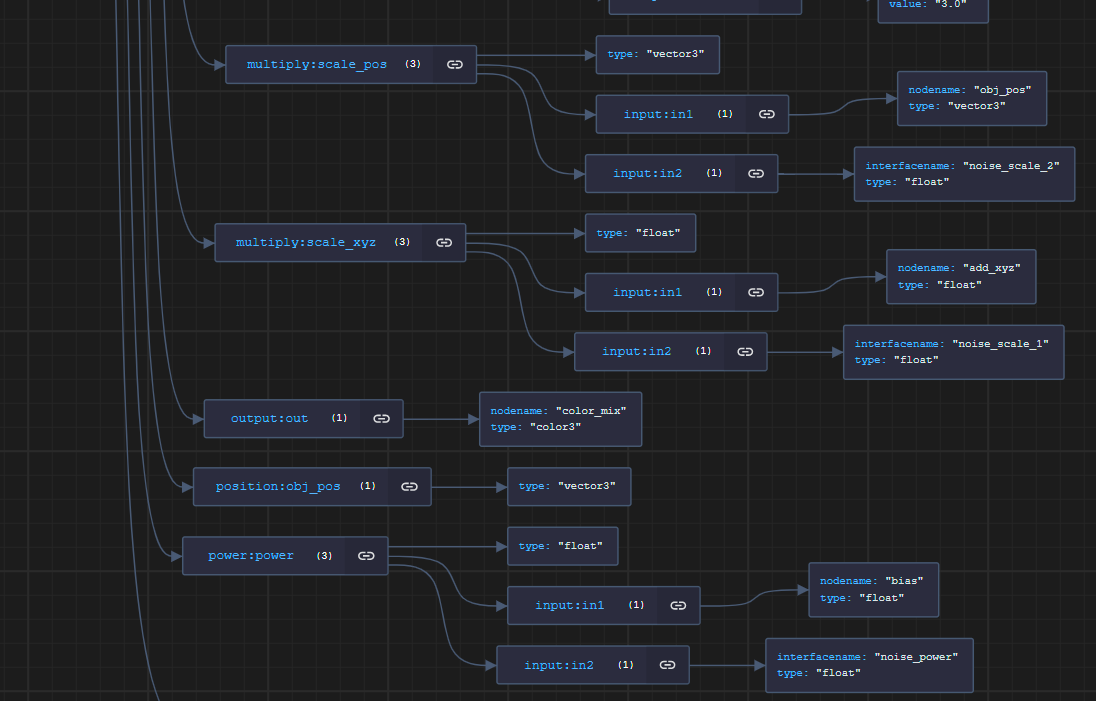 value: "3.0"
multiply:scale_pos (3)
type: "vector3"
input:in1 (1)
nodename: "obj_pos"
type: "vector3"
input:in2 (1)
interfacename: "noise_scale_2"
type: "float"
multiply:scale_xyz (3)
type: "float"
input:in1 (1)
nodename: "add_xyz"
type: "float"
input:in2 (1)
interfacename: "noise_scale_1"
type: "float"
output:out (1)
nodename: "color_mix"
type: "color3"
position:obj_pos (1)
type: "vector3"
power:power (3)
type: "float"
input:in1 (1)
nodename: "bias"
type: "float"
input:in2 (1)
interfacename: "noise_power"
type: "float"